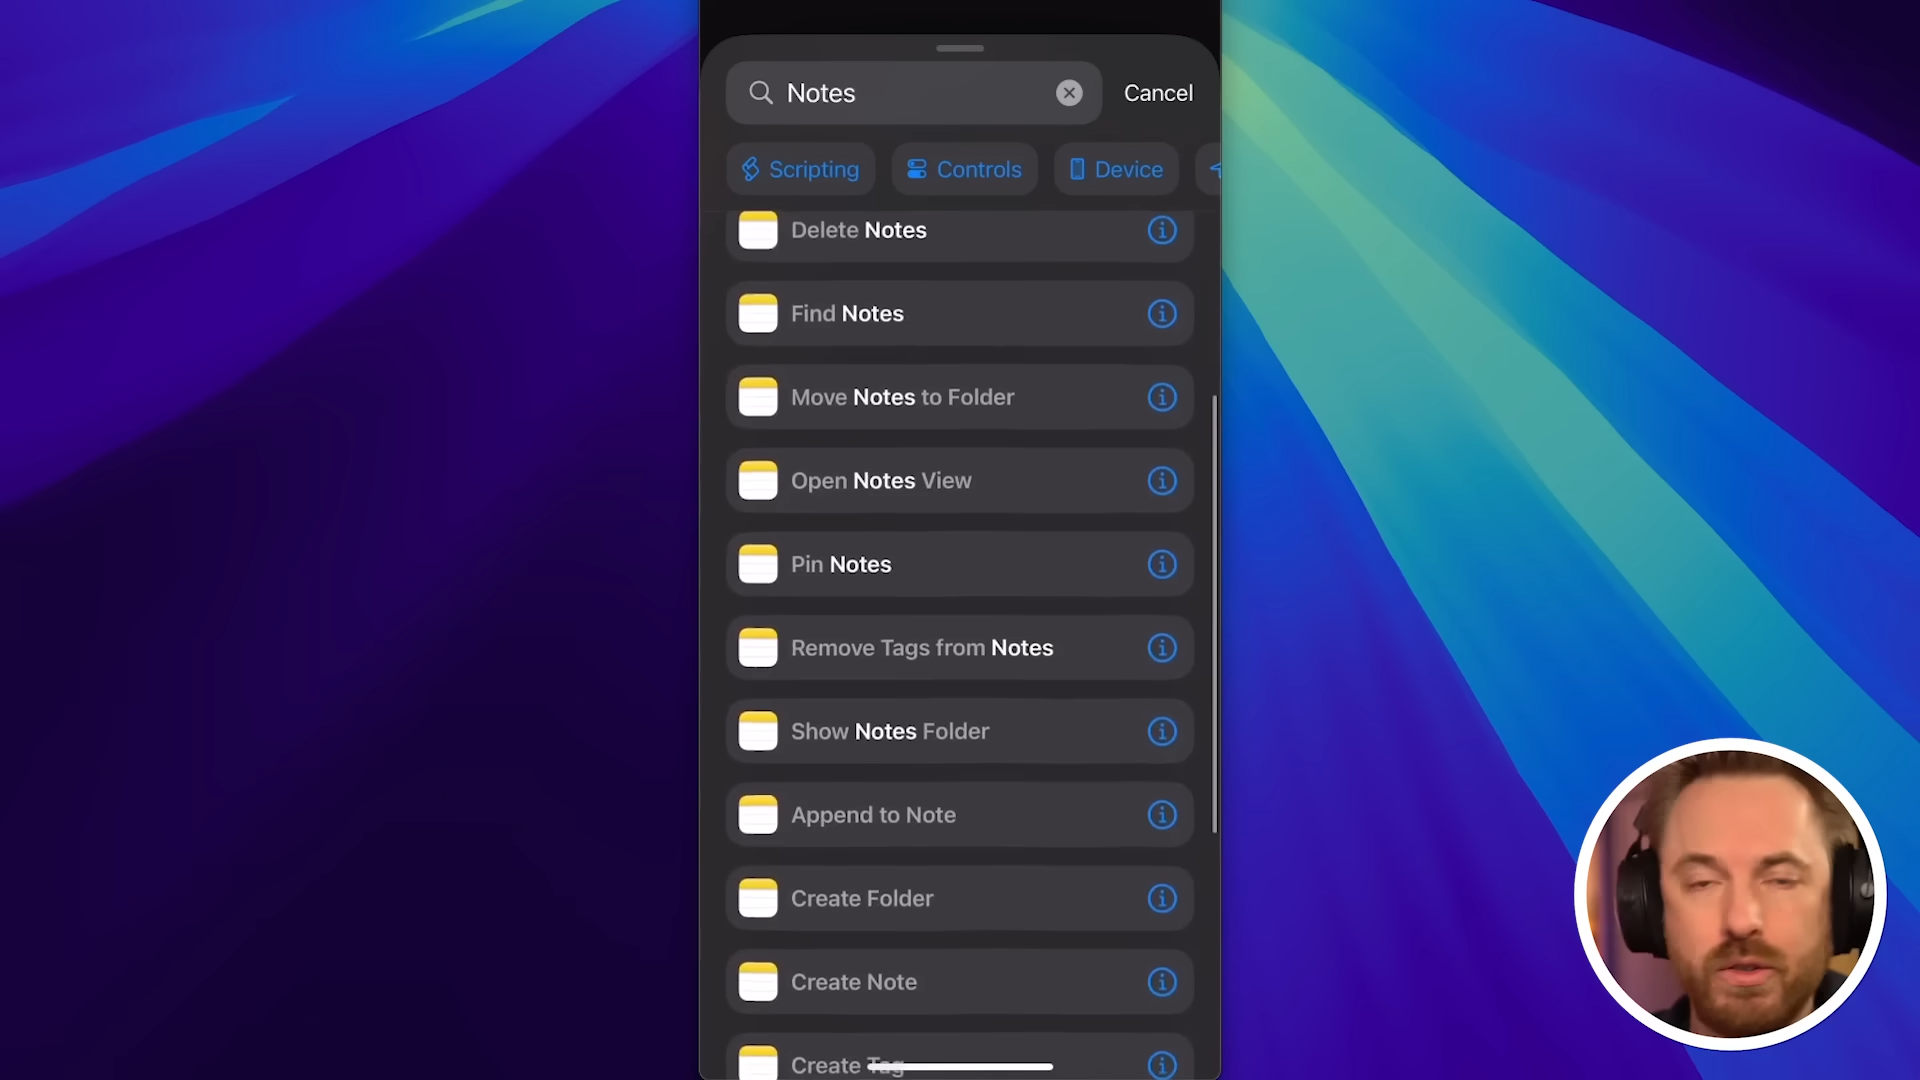 Notes
Cancel
Scripting
Controls
Device
Delete Notes
Find Notes
Move Notes to Folder
Open Notes View
Pin Notes
Remove Tags from Notes
Show Notes Folder
Append to Note
Create Folder
Create Note
Create Tag